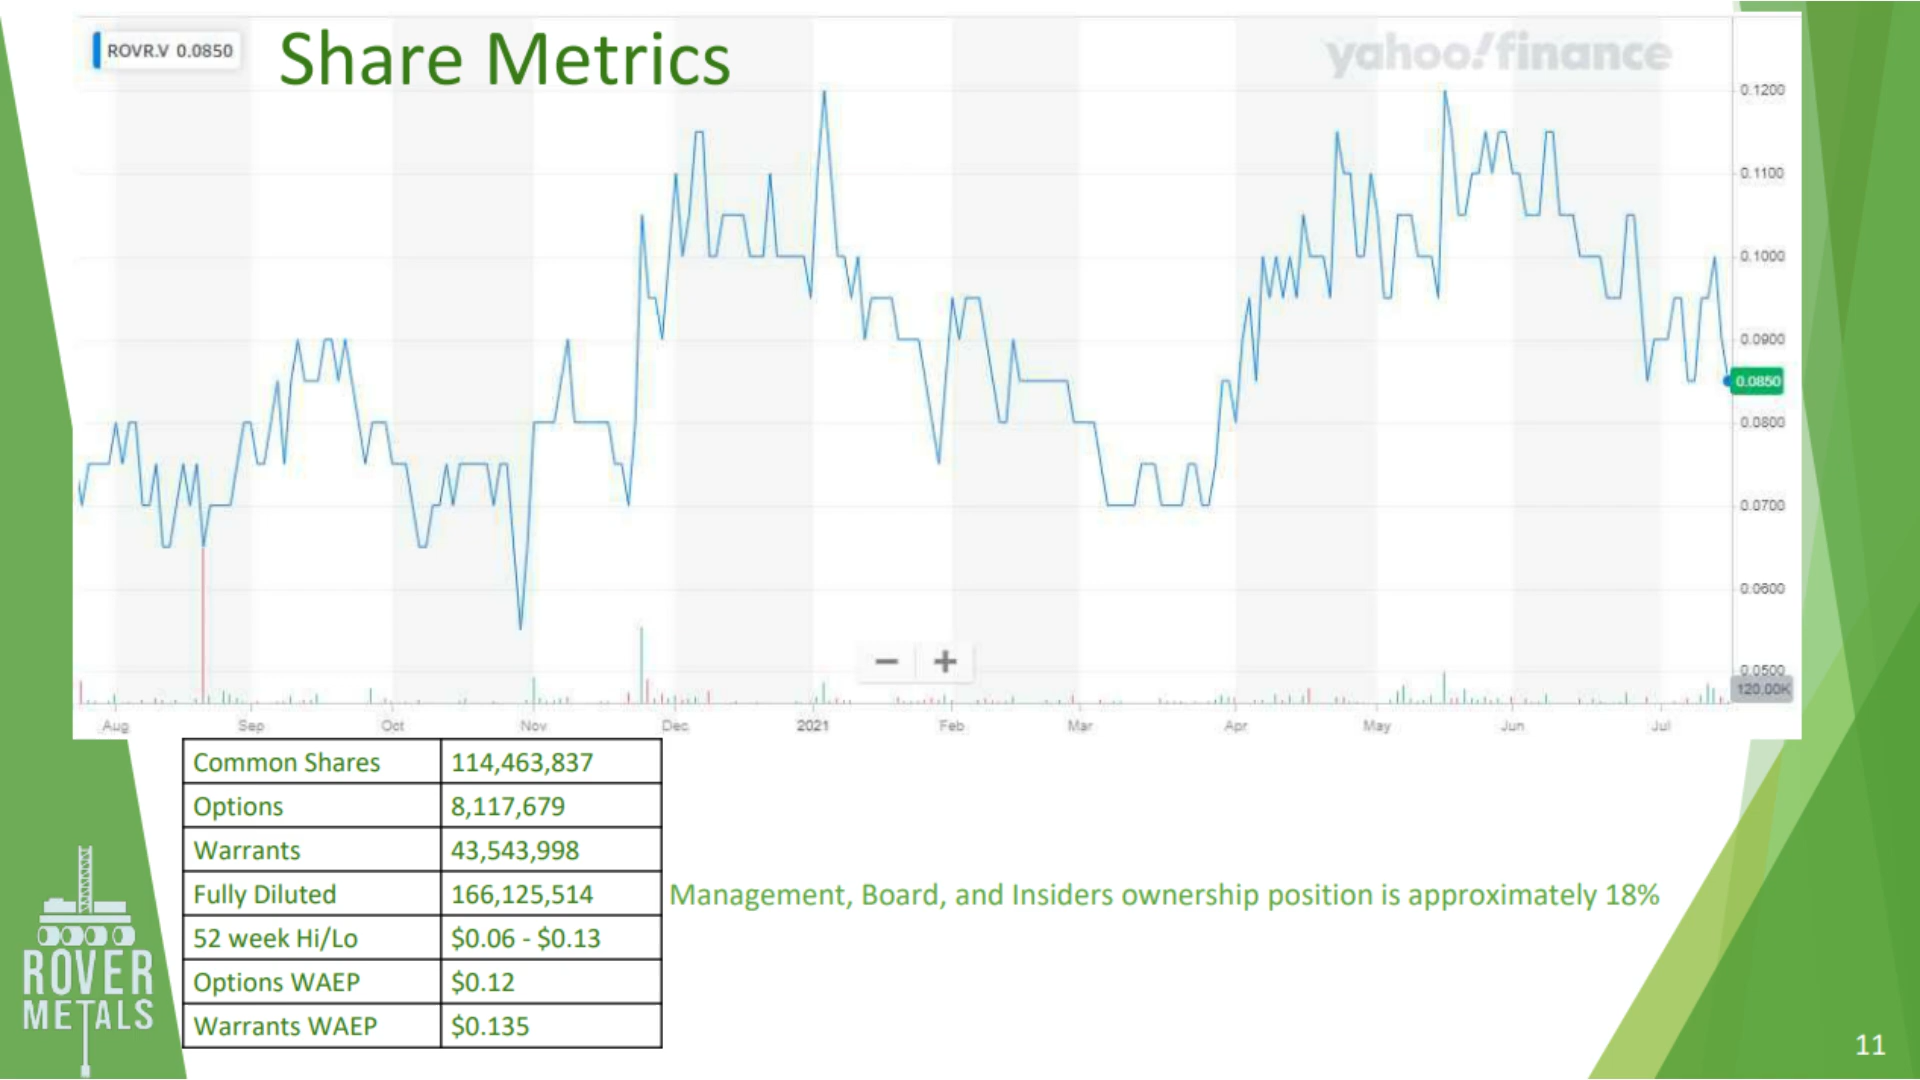 ROVR.V 0.0850
Share Metrics
yahoo!finance
0.1200
0.1100
0.1000
0.0900
0.0850
0.0800
0.0700
0.0600
0.0500
120.00K
Aug Sep Oct Nov Dec 2021 Feb Mar Apr May Jun Jul
Common Shares 114,463,837
Options 8,117,679
Warrants 43,543,998
Fully Diluted 166,125,514
Management, Board, and Insiders ownership position is approximately 18%
52 week Hi/Lo $0.06 - $0.13
Options WAEP $0.12
Warrants WAEP $0.135
ROVER
METALS
11